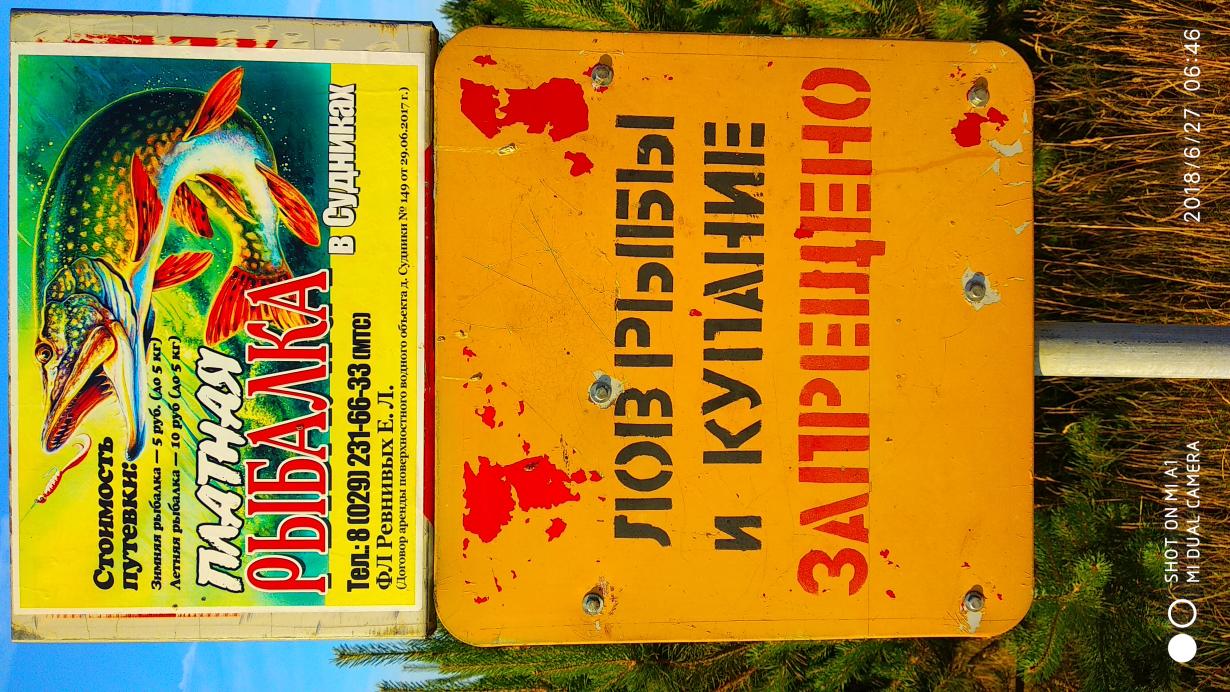 Стоимость
путевки:
Зимняя рыбалка — 5 руб. (до 5 кг)
Летняя рыбалка — 10 руб (до 5 кг)
ПЛАТНАЯ
РЫБАЛКА
в Судниках
Тел.: 8 (029) 231-66-33 (МТС)
ФЛ Ревнивых Е. Л.
(Договор аренды поверхностного водного объекта д. Судники № 149 от 29.06.2017 г.)
ЛОВ РЫБЫ
И КУПАНИЕ
ЗАПРЕЩЕНО
SHOT ON MI A1
MI DUAL CAMERA
2018/6/27 06:46